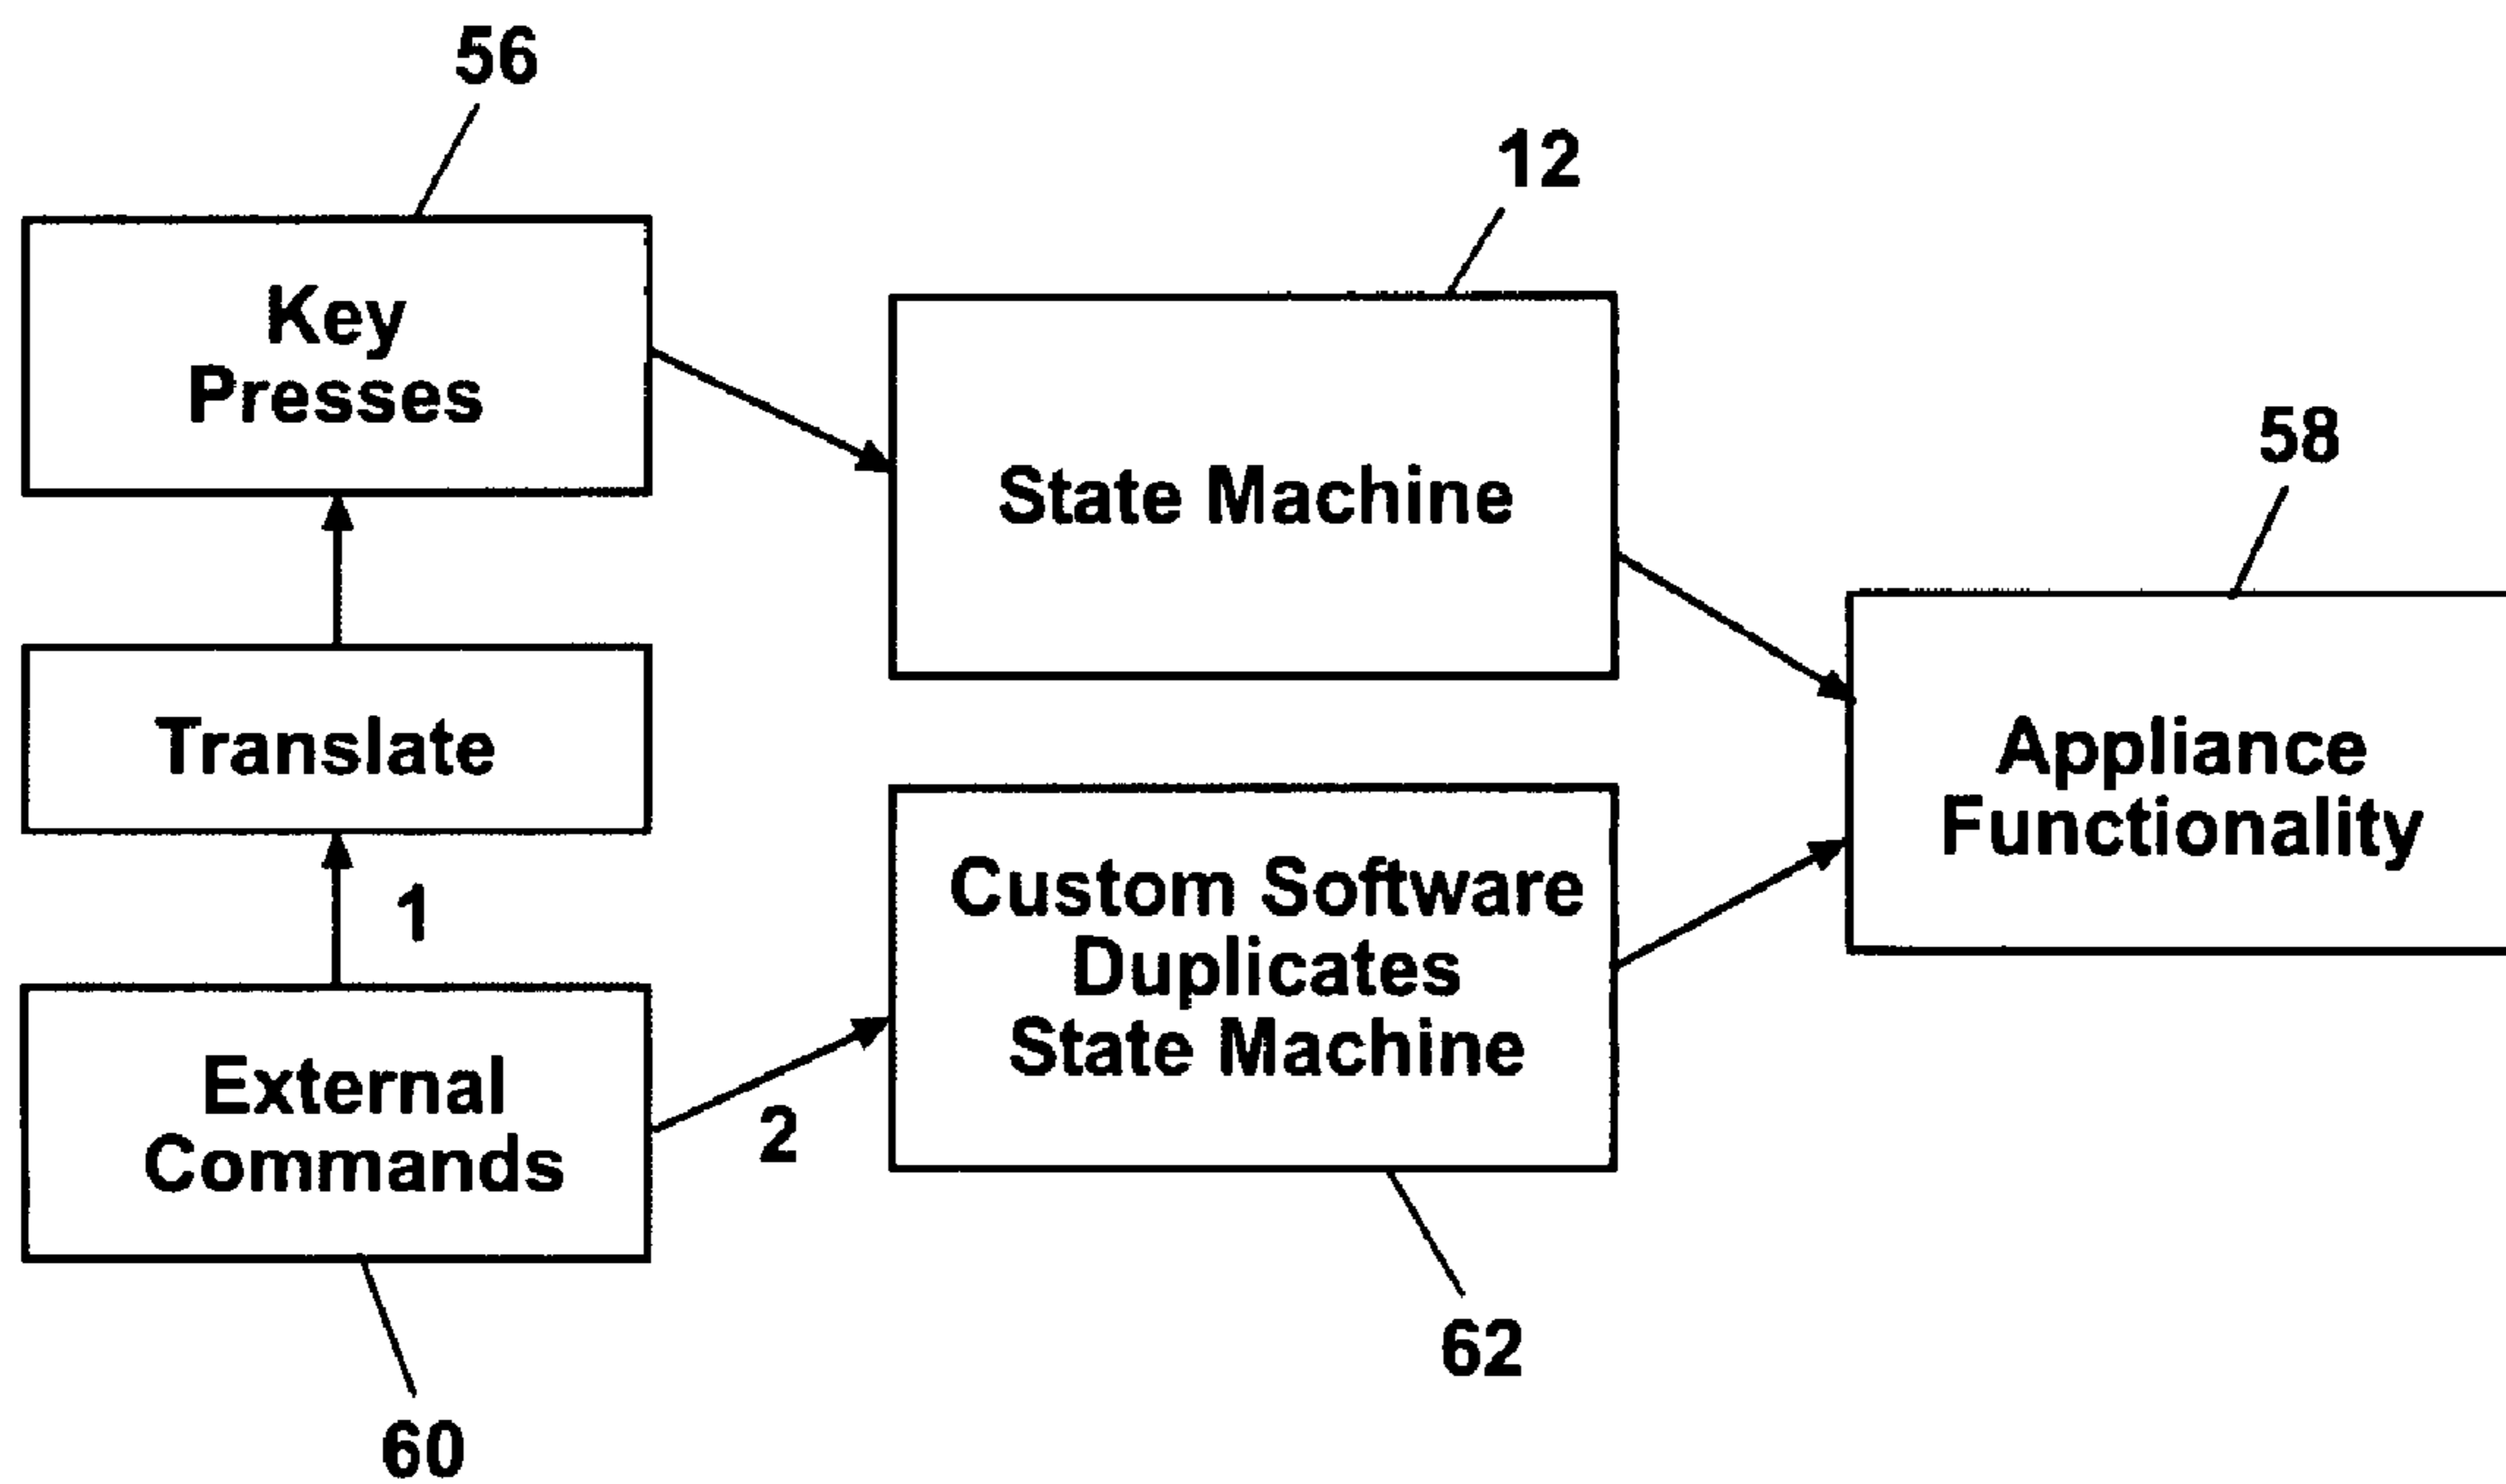 56
12
Key
Presses
58
State Machine
Translate
Appliance
Functionality
1
Custom Software
Duplicates
State Machine
External
Commands
2
62
60